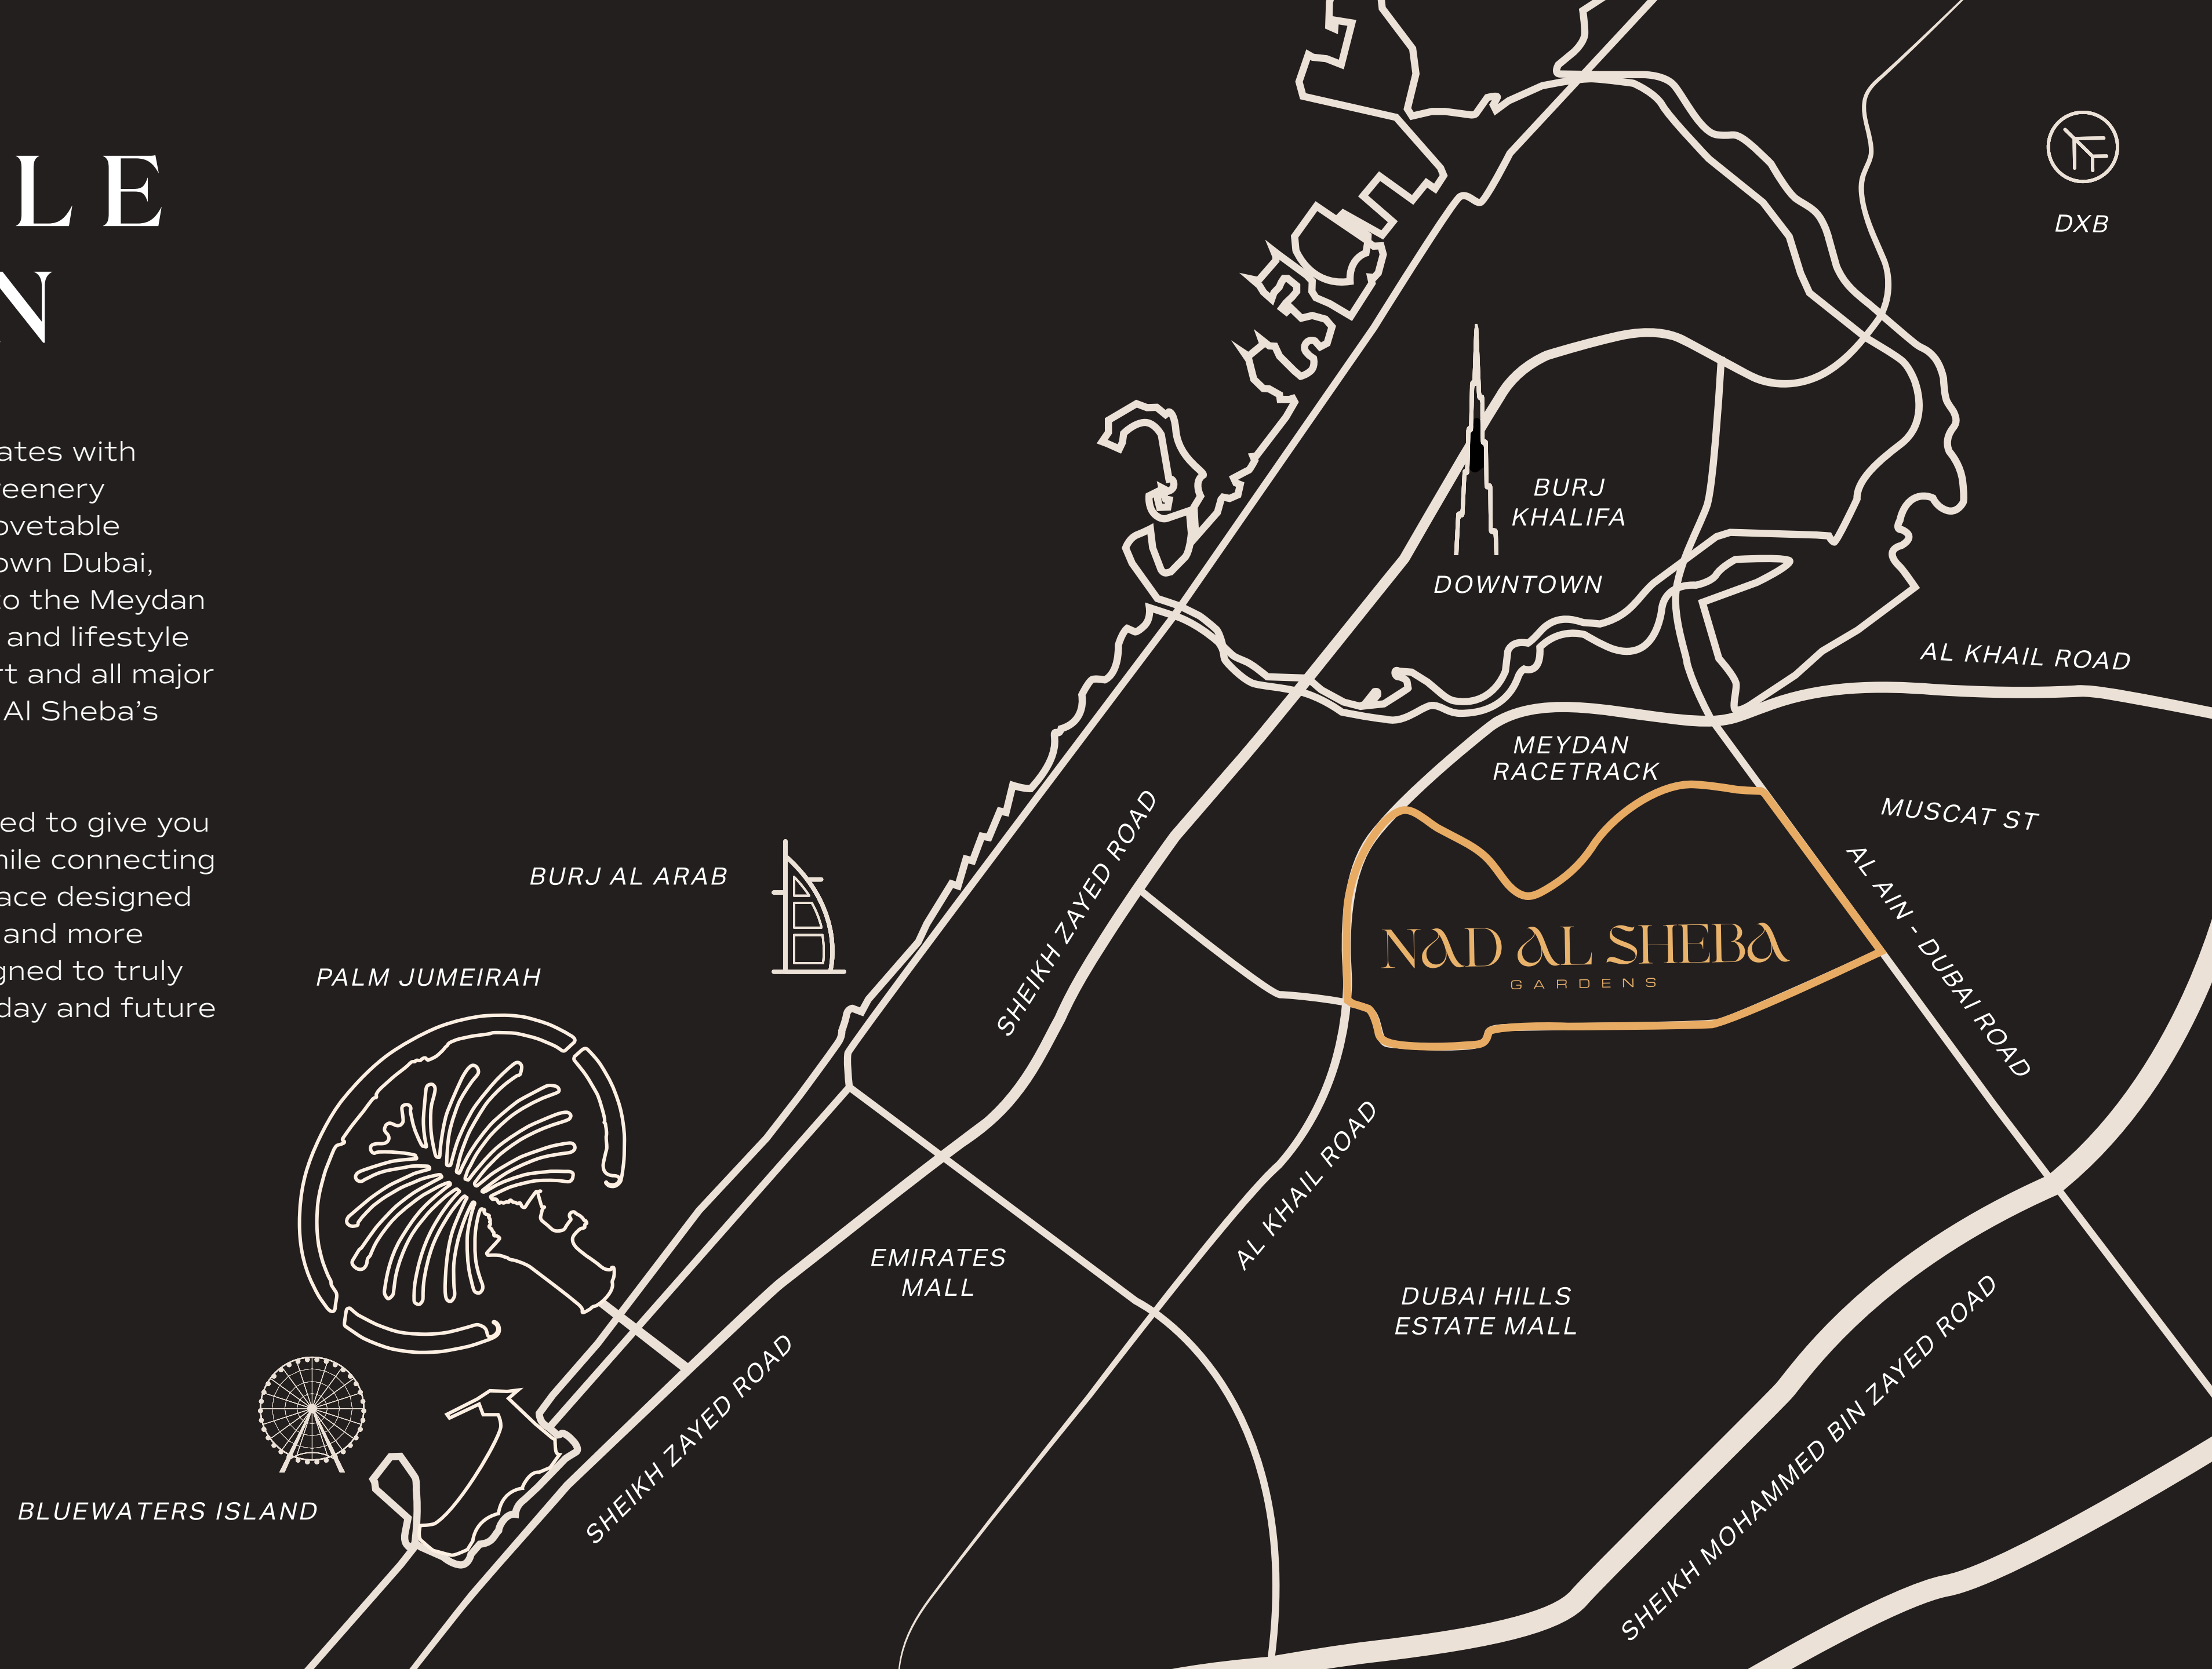 LE
N
ates with
eenery
ovetable
own Dubai,
to the Meydan
and lifestyle
rt and all major
Al Sheba's
ed to give you
hile connecting
ace designed
and more
gned to truly
day and future
DXB
BURJ
KHALIFA
DOWNTOWN
AL KHAIL ROAD
MEYDAN
RACETRACK
MUSCAT ST
SHEIKH ZAYED ROAD
AL AIN - DUBAI ROAD
BURJ AL ARAB
NAD AL SHEBA
GARDENS
PALM JUMEIRAH
AL KHAIL ROAD
EMIRATES
MALL
DUBAI HILLS
ESTATE MALL
SHEIKH ZAYED ROAD
SHEIKH MOHAMMED BIN ZAYED ROAD
BLUEWATERS ISLAND